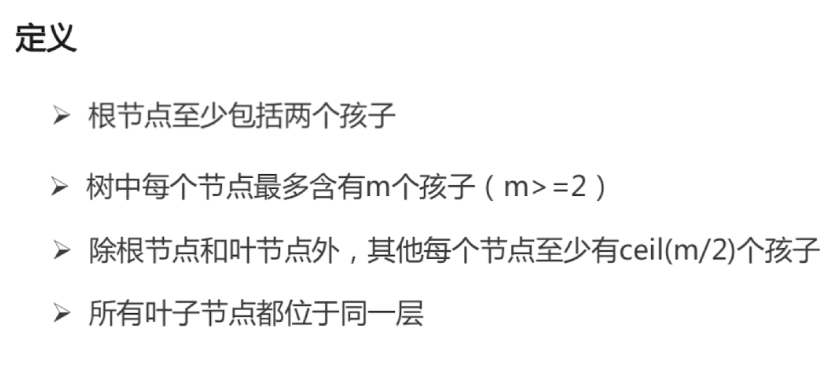 定义
➢ 根节点至少包括两个孩子
➢ 树中每个节点最多含有m个孩子（m>=2）
➢ 除根节点和叶节点外，其他每个节点至少有ceil(m/2)个孩子
➢ 所有叶子节点都位于同一层